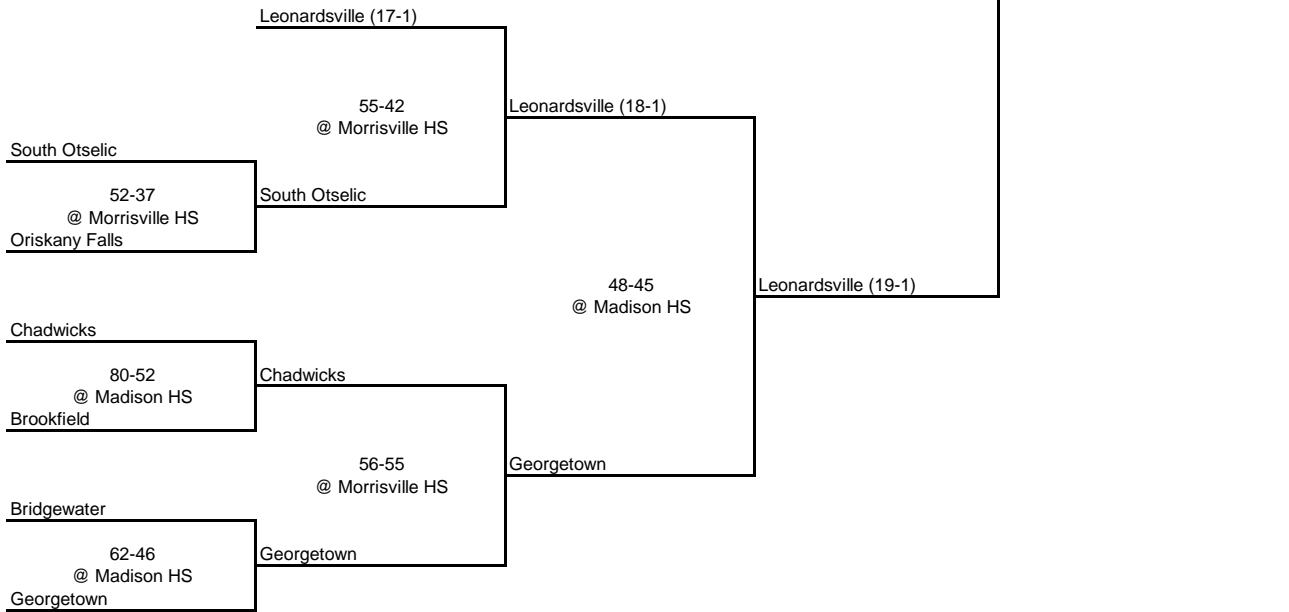 Leonardsville (17-1)
55-42
@ Morrisville HS
Leonardsville (18-1)
South Otselic
52-37
@ Morrisville HS
South Otselic
Oriskany Falls
48-45
@ Madison HS
Leonardsville (19-1)
Chadwicks
80-52
@ Madison HS
Chadwicks
Brookfield
56-55
@ Morrisville HS
Georgetown
Bridgewater
62-46
@ Madison HS
Georgetown
Georgetown